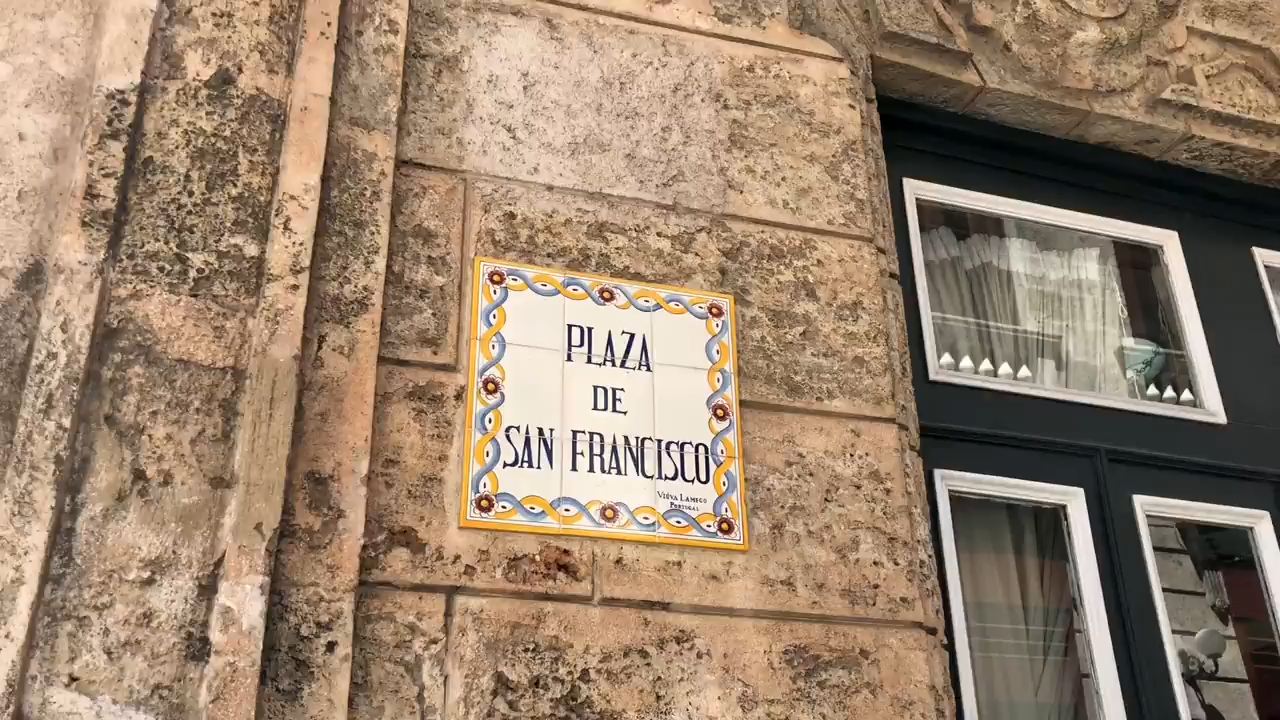 PLAZA
DE
SAN FRANCISCO
VIÚVA LAMEGO
PORTUGAL